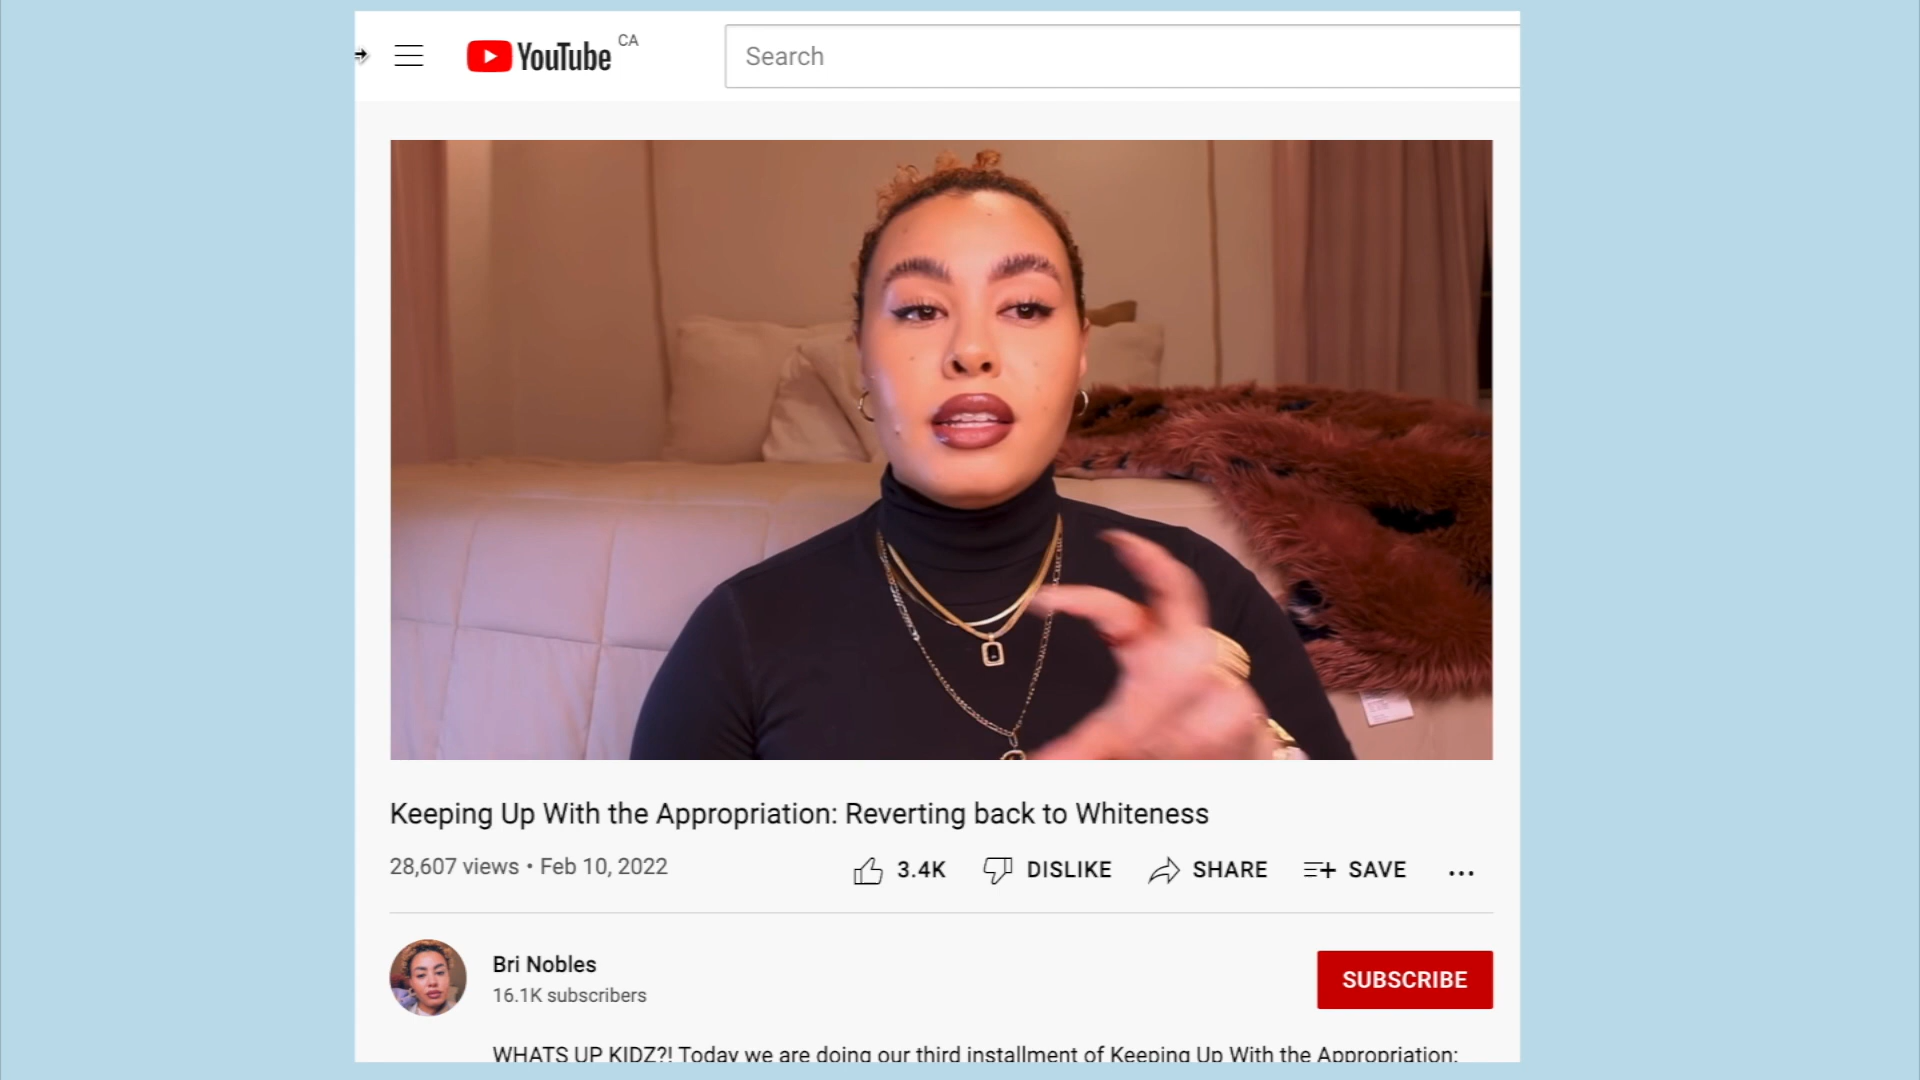 YouTube CA
Search
Keeping Up With the Appropriation: Reverting back to Whiteness
28,607 views • Feb 10, 2022
3.4K
DISLIKE
SHARE
SAVE
Bri Nobles
16.1K subscribers
SUBSCRIBE
WHATS UP KIDZ?! Today we are doing our third installment of Keeping Up With the Appropriation: